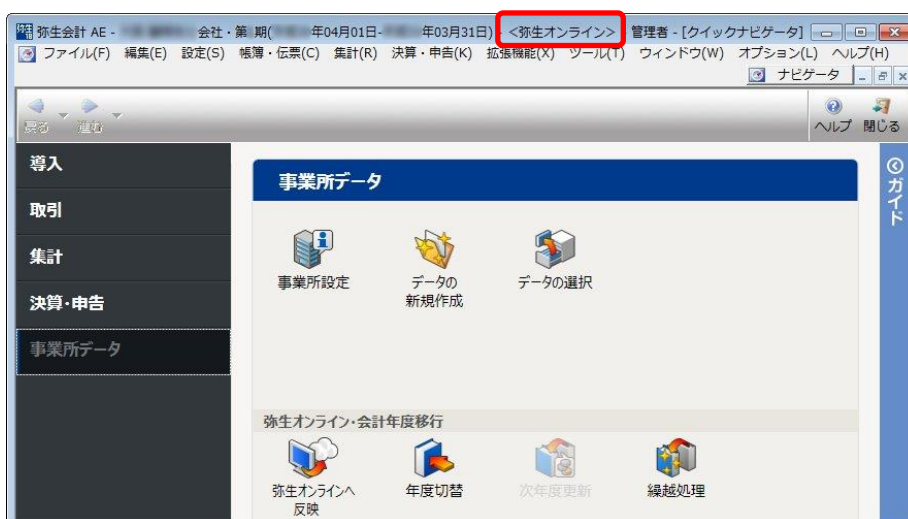 弥生会計 AE - 会社・第 期( 年04月01日- 年03月31日) - <弥生オンライン> 管理者 - [クイックナビゲータ]
ファイル(F) 編集(E) 設定(S) 帳簿・伝票(C) 集計(R) 決算・申告(K) 拡張機能(X) ツール(T) ウィンドウ(W) オプション(L) ヘルプ(H)
ナビゲータ
戻る 進む
ヘルプ 閉じる
導入
取引
集計
決算・申告
事業所データ
事業所データ
事業所設定
データの
新規作成
データの選択
弥生オンライン・会計年度移行
弥生オンラインへ
反映
年度切替
次年度更新
繰越処理
ガイド